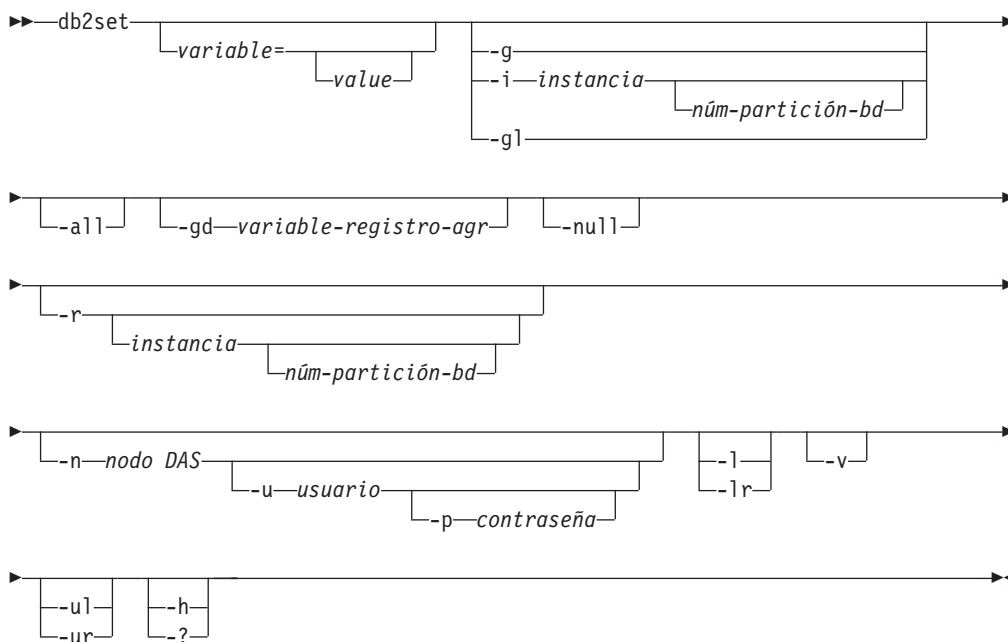 db2set
variable=
value
-g
-i instancia
núm-partición-bd
-gl
-all
-gd variable-registro-agr
-null
-r
instancia
núm-partición-bd
-n nodo DAS
-u usuario
-p contraseña
-l
-lr
-v
-ul
-ur
-h
-?